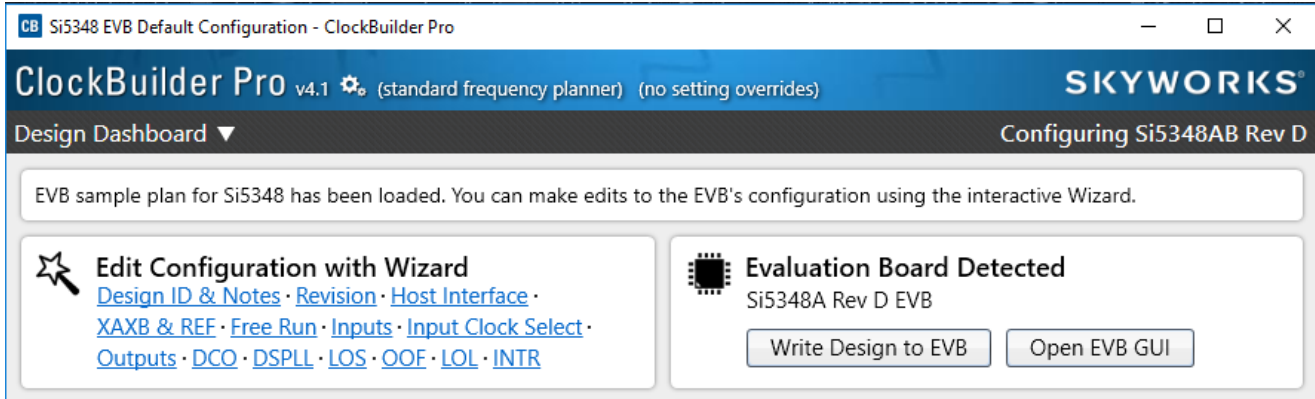 CB Si5348 EVB Default Configuration - ClockBuilder Pro
ClockBuilder Pro v4.1 (standard frequency planner) (no setting overrides) SKYWORKS®
Design Dashboard ▼ Configuring Si5348AB Rev D
EVB sample plan for Si5348 has been loaded. You can make edits to the EVB's configuration using the interactive Wizard.
Edit Configuration with Wizard
Design ID & Notes · Revision · Host Interface ·
XAXB & REF · Free Run · Inputs · Input Clock Select ·
Outputs · DCO · DSPLL · LOS · OOF · LOL · INTR
Evaluation Board Detected
Si5348A Rev D EVB
Write Design to EVB Open EVB GUI